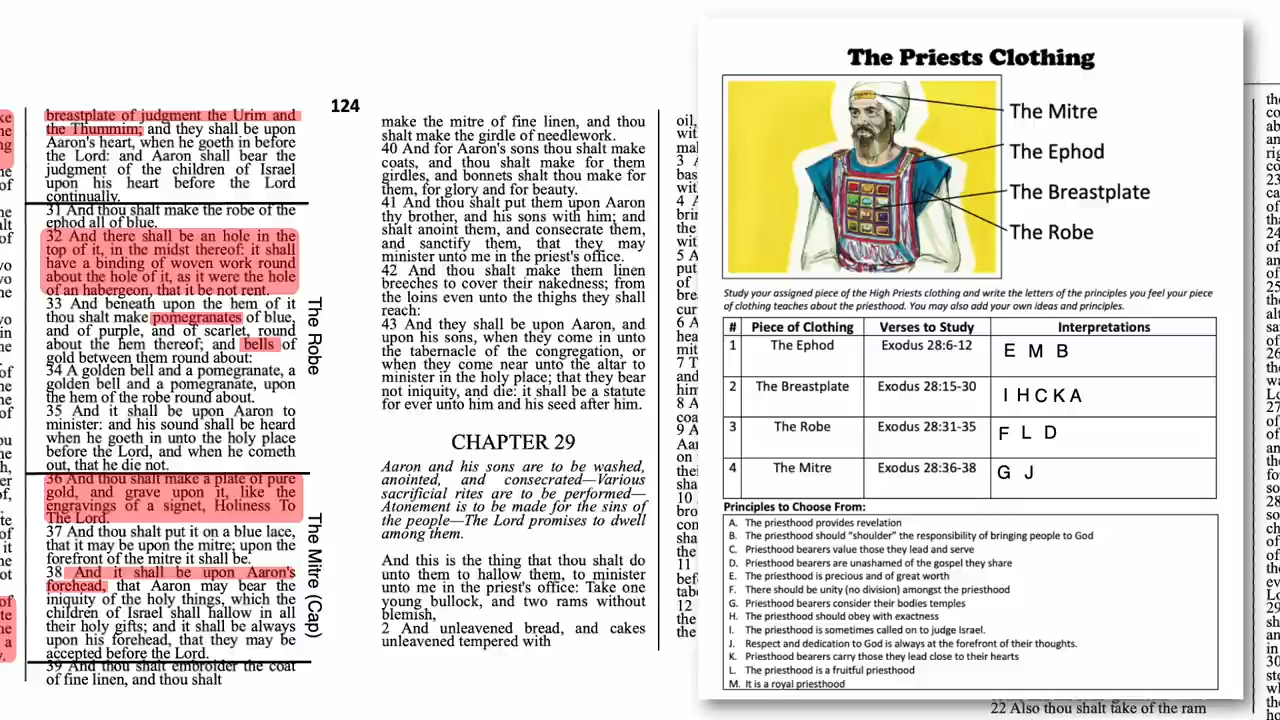 breastplate of judgment the Urim and
the Thummim; and they shall be upon
Aaron's heart, when he goeth in before
the Lord: and Aaron shall bear the
judgment of the children of Israel
upon his heart before the Lord
continually.
31 And thou shalt make the robe of the
ephod all of blue.
32 And there shall be an hole in the
top of it, in the midst thereof: it shall
have a binding of woven work round
about the hole of it, as it were the hole
of an habergeon, that it be not rent.
33 And beneath upon the hem of it
thou shalt make pomegranates of blue,
and of purple, and of scarlet, round
about the hem thereof; and bells of
gold between them round about:
34 A golden bell and a pomegranate, a
golden bell and a pomegranate, upon
the hem of the robe round about.
35 And it shall be upon Aaron to
minister: and his sound shall be heard
when he goeth in unto the holy place
before the Lord, and when he cometh
out, that he die not.
36 And thou shalt make a plate of pure
gold, and grave upon it, like the
engravings of a signet, Holiness To
The Lord.
37 And thou shalt put it on a blue lace,
that it may be upon the mitre; upon the
forefront of the mitre it shall be.
38 And it shall be upon Aaron's
forehead, that Aaron may bear the
iniquity of the holy things, which the
children of Israel shall hallow in all
their holy gifts; and it shall be always
upon his forehead, that they may be
accepted before the Lord.
39 And thou shalt embroider the coat
of fine linen, and thou shalt
The Robe
The Mitre (Cap)
124
make the mitre of fine linen, and thou
shalt make the girdle of needlework.
40 And for Aaron's sons thou shalt make
coats, and thou shalt make for them
girdles, and bonnets shalt thou make for
them, for glory and for beauty.
41 And thou shalt put them upon Aaron
thy brother, and his sons with him; and
shalt anoint them, and consecrate them,
and sanctify them, that they may
minister unto me in the priest's office.
42 And thou shalt make them linen
breeches to cover their nakedness; from
the loins even unto the thighs they shall
reach:
43 And they shall be upon Aaron, and
upon his sons, when they come in unto
the tabernacle of the congregation, or
when they come near unto the altar to
minister in the holy place; that they bear
not iniquity, and die: it shall be a statute
for ever unto him and his seed after him.
CHAPTER 29
Aaron and his sons are to be washed,
anointed, and consecrated—Various
sacrificial rites are to be performed—
Atonement is to be made for the sins of
the people—The Lord promises to dwell
among them.
And this is the thing that thou shalt do
unto them to hallow them, to minister
unto me in the priest's office: Take one
young bullock, and two rams without
blemish,
2 And unleavened bread, and cakes
unleavened tempered with
The Priests Clothing
The Mitre
The Ephod
The Breastplate
The Robe
Study your assigned piece of the High Priests clothing and write the letters of the principles you feel your piece
of clothing teaches about the priesthood. You may also add your own ideas and principles.
# Piece of Clothing Verses to Study Interpretations
1 The Ephod Exodus 28:6-12 E M B
2 The Breastplate Exodus 28:15-30 I H C K A
3 The Robe Exodus 28:31-35 F L D
4 The Mitre Exodus 28:36-38 G J
Principles to Choose From:
A. The priesthood provides revelation
B. The priesthood should “shoulder” the responsibility of bringing people to God
C. Priesthood bearers value those they lead and serve
D. Priesthood bearers are unashamed of the gospel they share
E. The priesthood is precious and of great worth
F. There should be unity (no division) amongst the priesthood
G. Priesthood bearers consider their bodies temples
H. The priesthood should obey with exactness
I. The priesthood is sometimes called on to judge Israel.
J. Respect and dedication to God is always at the forefront of their thoughts.
K. Priesthood bearers carry those they lead close to their hearts
L. The priesthood is a fruitful priesthood
M. It is a royal priesthood
22 Also thou shalt take of the ram